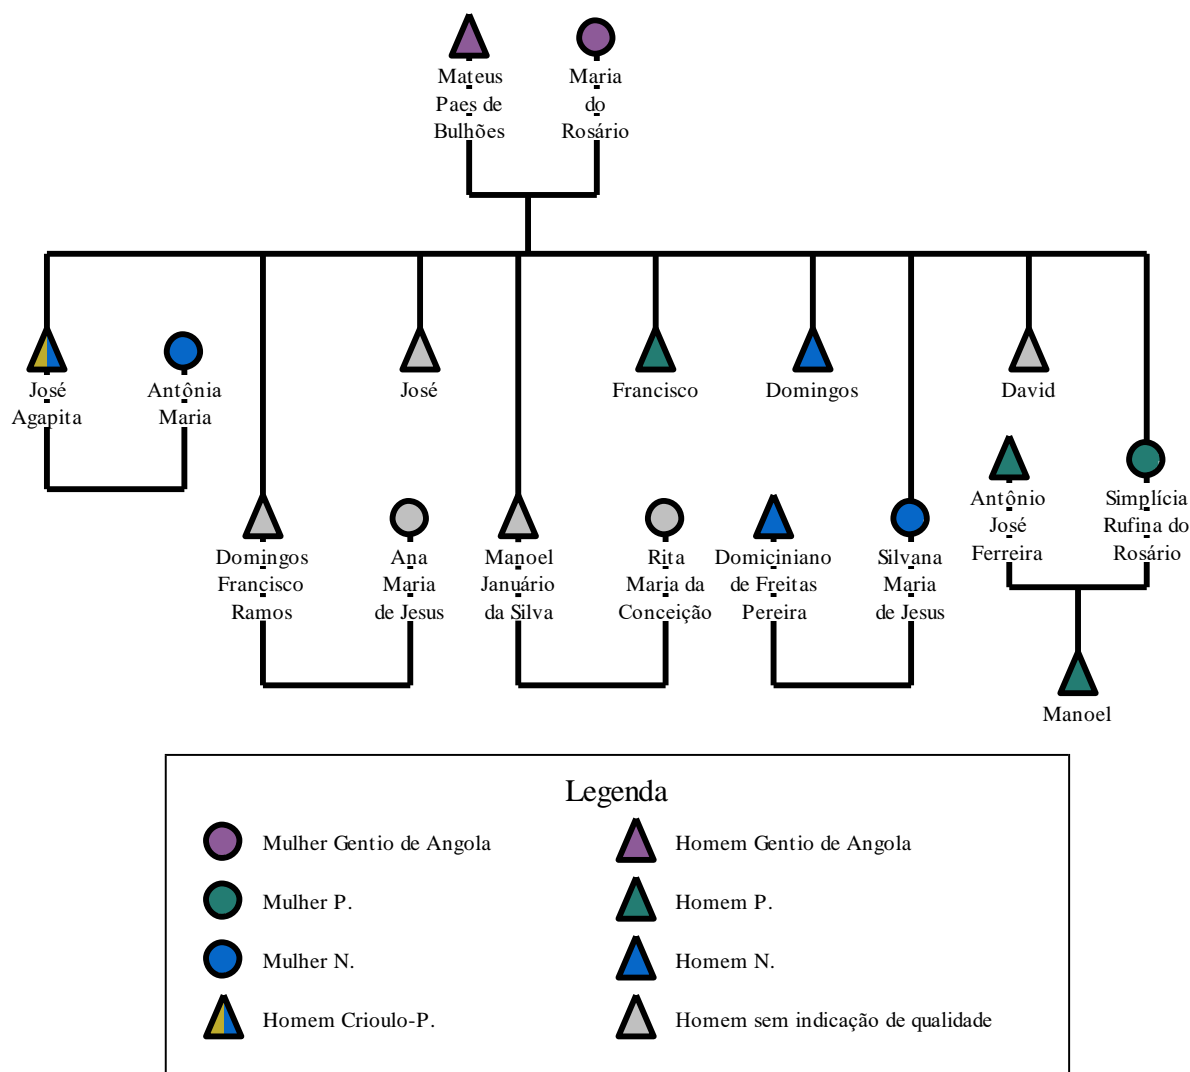 Mateus
Paes de
Bulhões
Maria
do
Rosário
José
Agapita
Antônia
Maria
José
Francisco
Domingos
David
Antônio
José
Ferreira
Simplícia
Rufina do
Rosário
Domingos
Francisco
Ramos
Ana
Maria
de Jesus
Manoel
Januário
da Silva
Rita
Maria da
Conceição
Domiciniano
de Freitas
Pereira
Silvana
Maria
de Jesus
Manoel
Legenda
Mulher Gentio de Angola
Homem Gentio de Angola
Mulher P.
Homem P.
Mulher N.
Homem N.
Homem Crioulo-P.
Homem sem indicação de qualidade